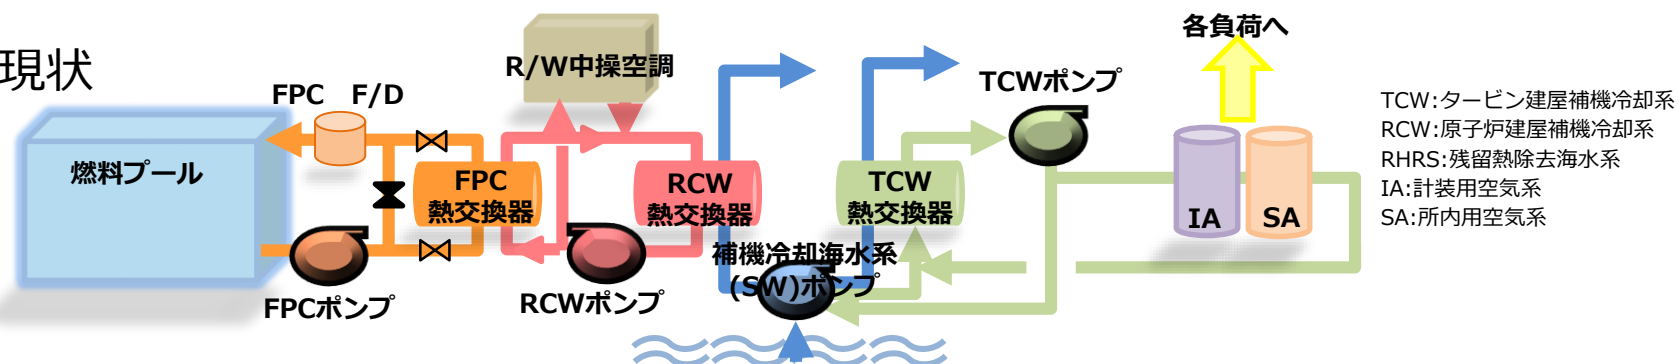 現状
各負荷へ
R/W中操空調
TCWポンプ
FPC F/D
TCW:タービン建屋補機冷却系
RCW:原子炉建屋補機冷却系
RHRS:残留熱除去海水系
IA:計装用空気系
SA:所内用空気系
燃料プール
FPC
熱交換器
RCW
熱交換器
TCW
熱交換器
IA
SA
補機冷却海水系
(SW)ポンプ
FPCポンプ
RCWポンプ